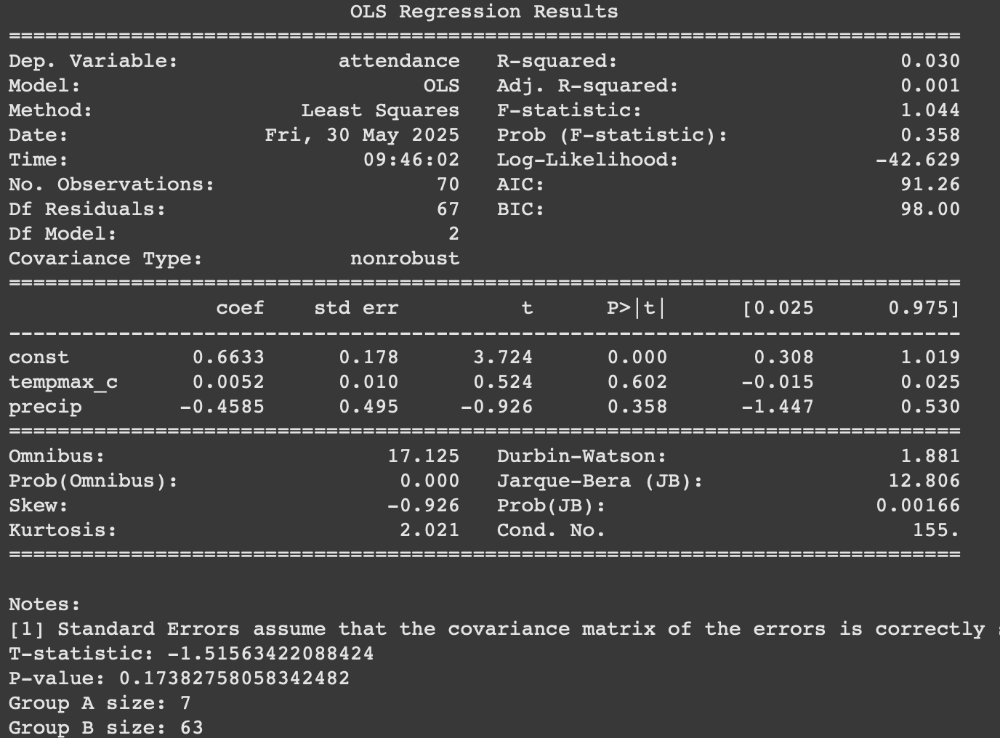 OLS Regression Results
==============================================================================
Dep. Variable:             attendance   R-squared:                       0.030
Model:                            OLS   Adj. R-squared:                  0.001
Method:                 Least Squares   F-statistic:                     1.044
Date:                Fri, 30 May 2025   Prob (F-statistic):              0.358
Time:                        09:46:02   Log-Likelihood:                -42.629
No. Observations:                  70   AIC:                             91.26
Df Residuals:                      67   BIC:                             98.00
Df Model:                           2
Covariance Type:            nonrobust
==============================================================================
                 coef    std err          t      P>|t|      [0.025      0.975]
------------------------------------------------------------------------------
const          0.6633      0.178      3.724      0.000       0.308       1.019
tempmax_c      0.0052      0.010      0.524      0.602      -0.015       0.025
precip        -0.4585      0.495     -0.926      0.358      -1.447       0.530
==============================================================================
Omnibus:                       17.125   Durbin-Watson:                   1.881
Prob(Omnibus):                  0.000   Jarque-Bera (JB):               12.806
Skew:                          -0.926   Prob(JB):                      0.00166
Kurtosis:                       2.021   Cond. No.                         155.
==============================================================================
Notes:
[1] Standard Errors assume that the covariance matrix of the errors is correctly
T-statistic: -1.51563422088424
P-value: 0.17382758058342482
Group A size: 7
Group B size: 63